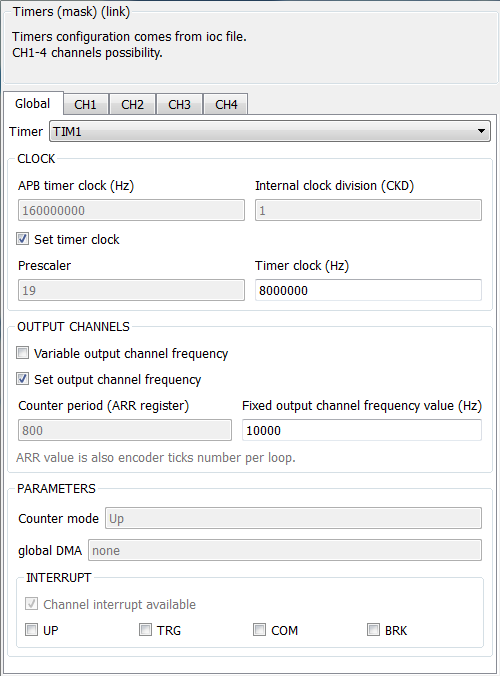 Timers (mask) (link)
Timers configuration comes from ioc file.
CH1-4 channels possibility.
Global CH1 CH2 CH3 CH4
Timer TIM1
CLOCK
APB timer clock (Hz) Internal clock division (CKD)
160000000 1
Set timer clock
Prescaler Timer clock (Hz)
19 8000000
OUTPUT CHANNELS
Variable output channel frequency
Set output channel frequency
Counter period (ARR register) Fixed output channel frequency value (Hz)
800 10000
ARR value is also encoder ticks number per loop.
PARAMETERS
Counter mode Up
global DMA none
INTERRUPT
Channel interrupt available
UP TRG COM BRK